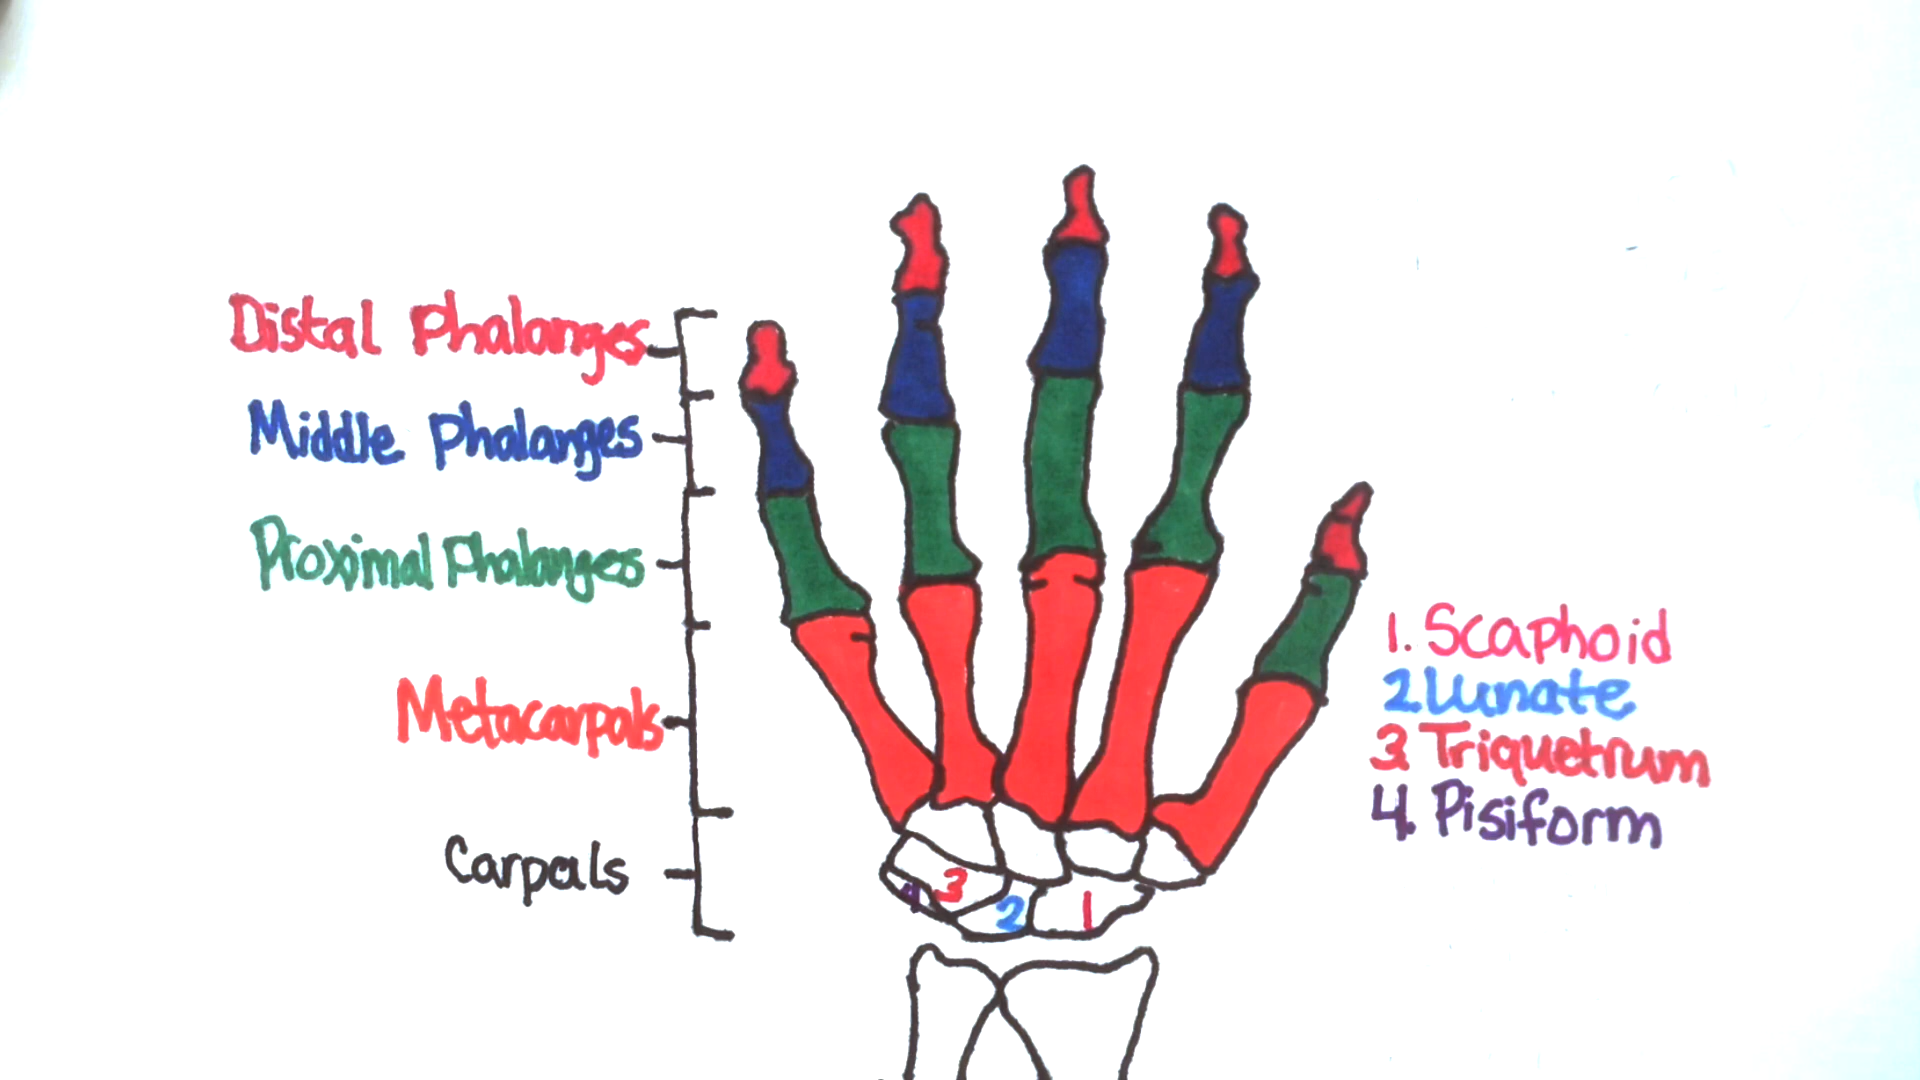 Distal Phalanges
Middle Phalanges
Proximal Phalanges
Metacarpals
Carpals
1. Scaphoid
2 Lunate
3 Triquetrum
4. Pisiform
4
3
2
1